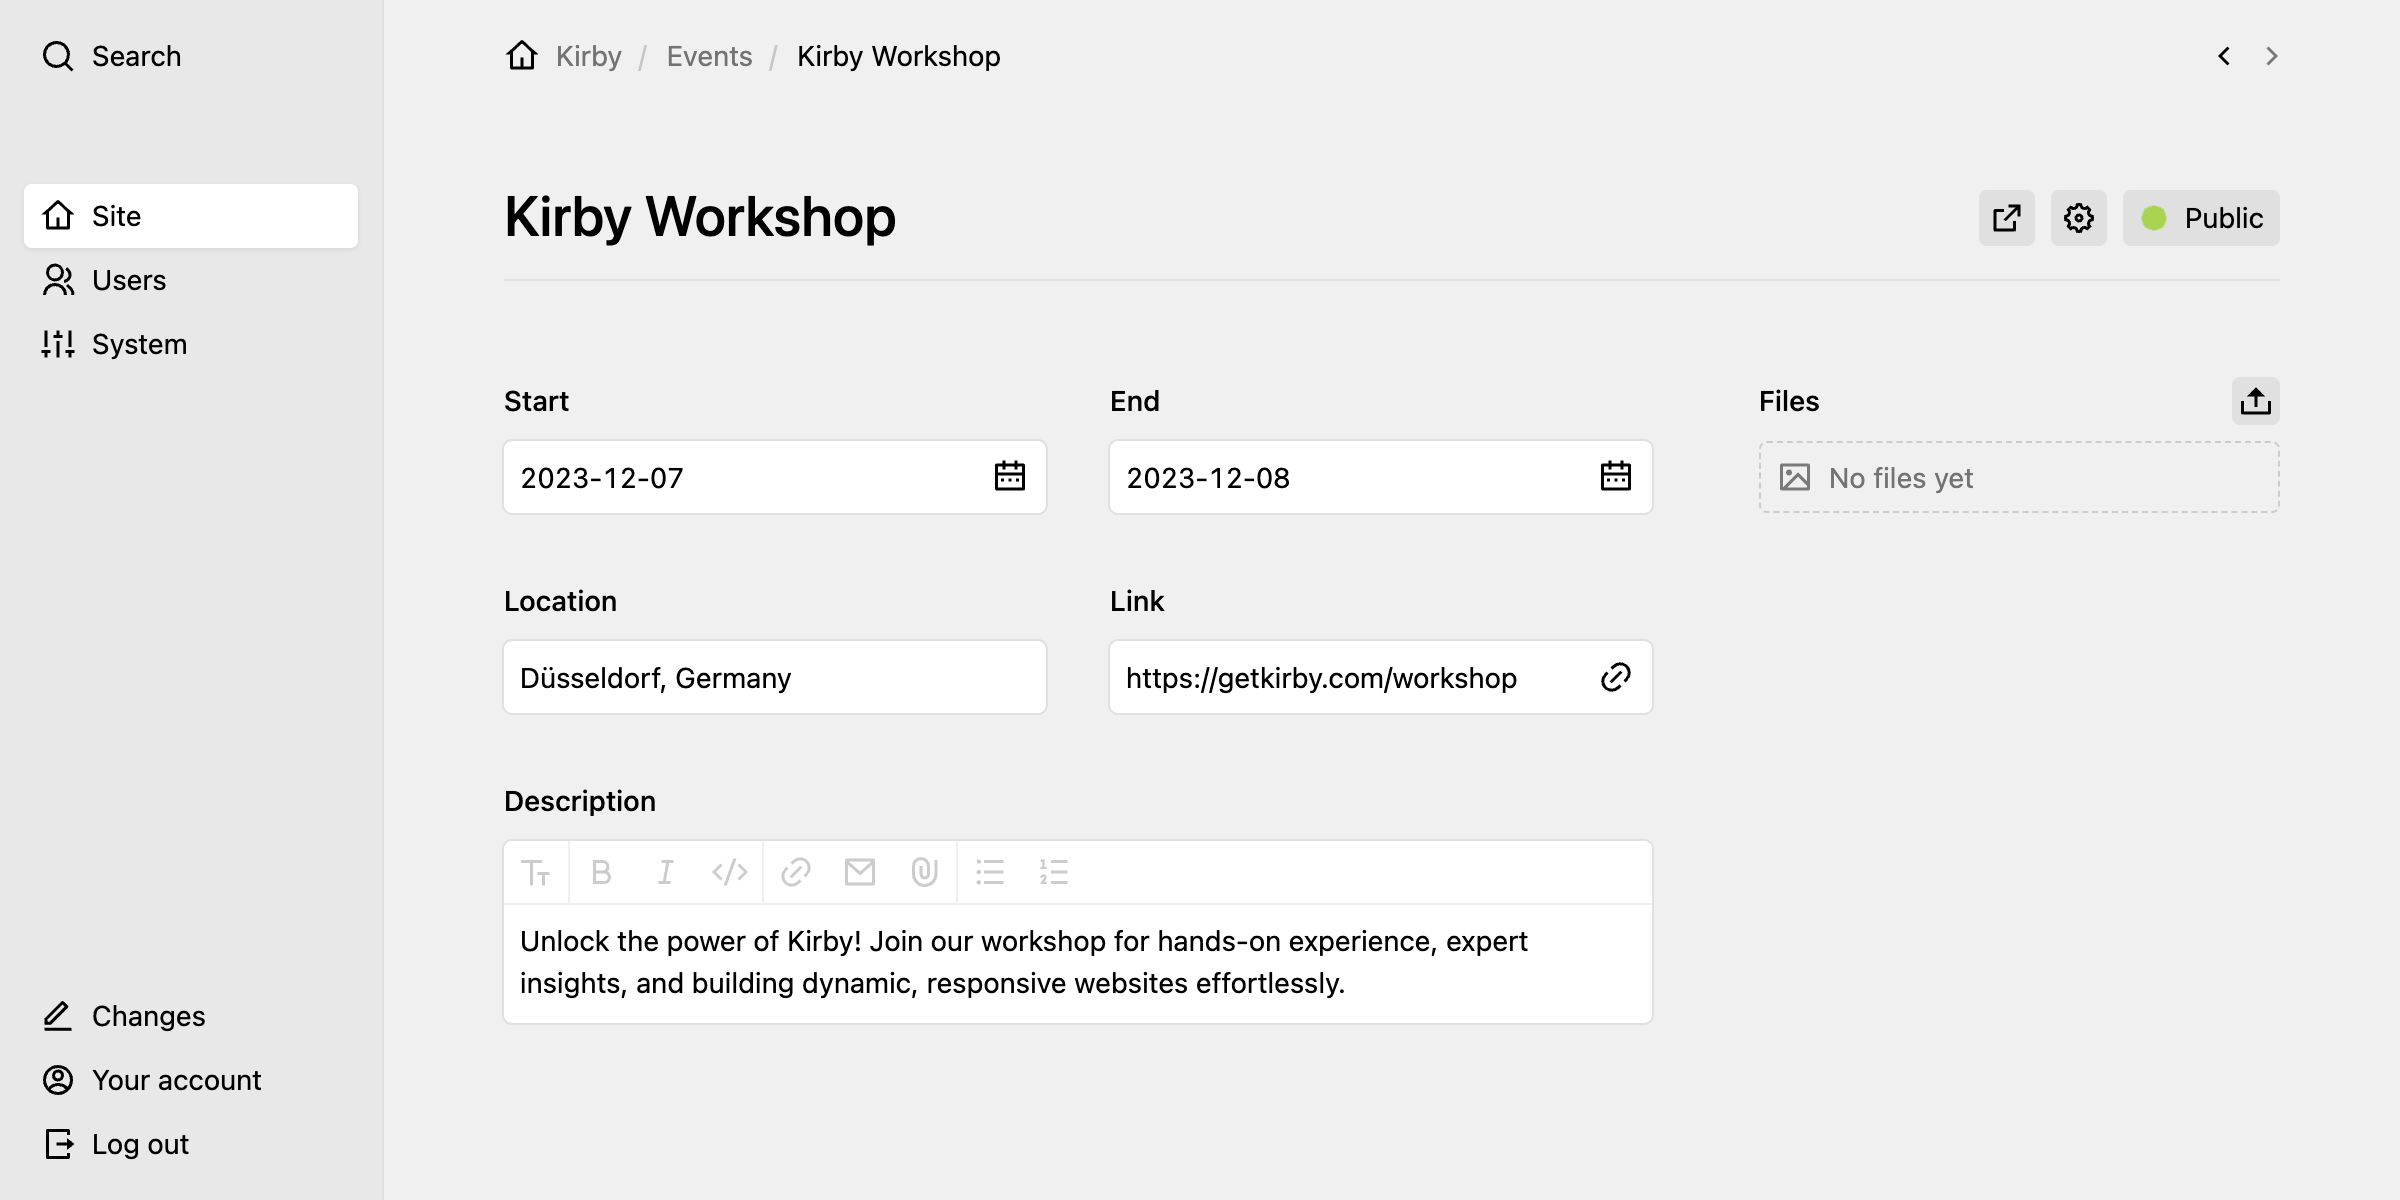 Search
Site
Users
System
Changes
Your account
Log out
Kirby / Events / Kirby Workshop
Kirby Workshop
Public
Start
2023-12-07
End
2023-12-08
Files
No files yet
Location
Düsseldorf, Germany
Link
https://getkirby.com/workshop
Description
Unlock the power of Kirby! Join our workshop for hands-on experience, expert
insights, and building dynamic, responsive websites effortlessly.